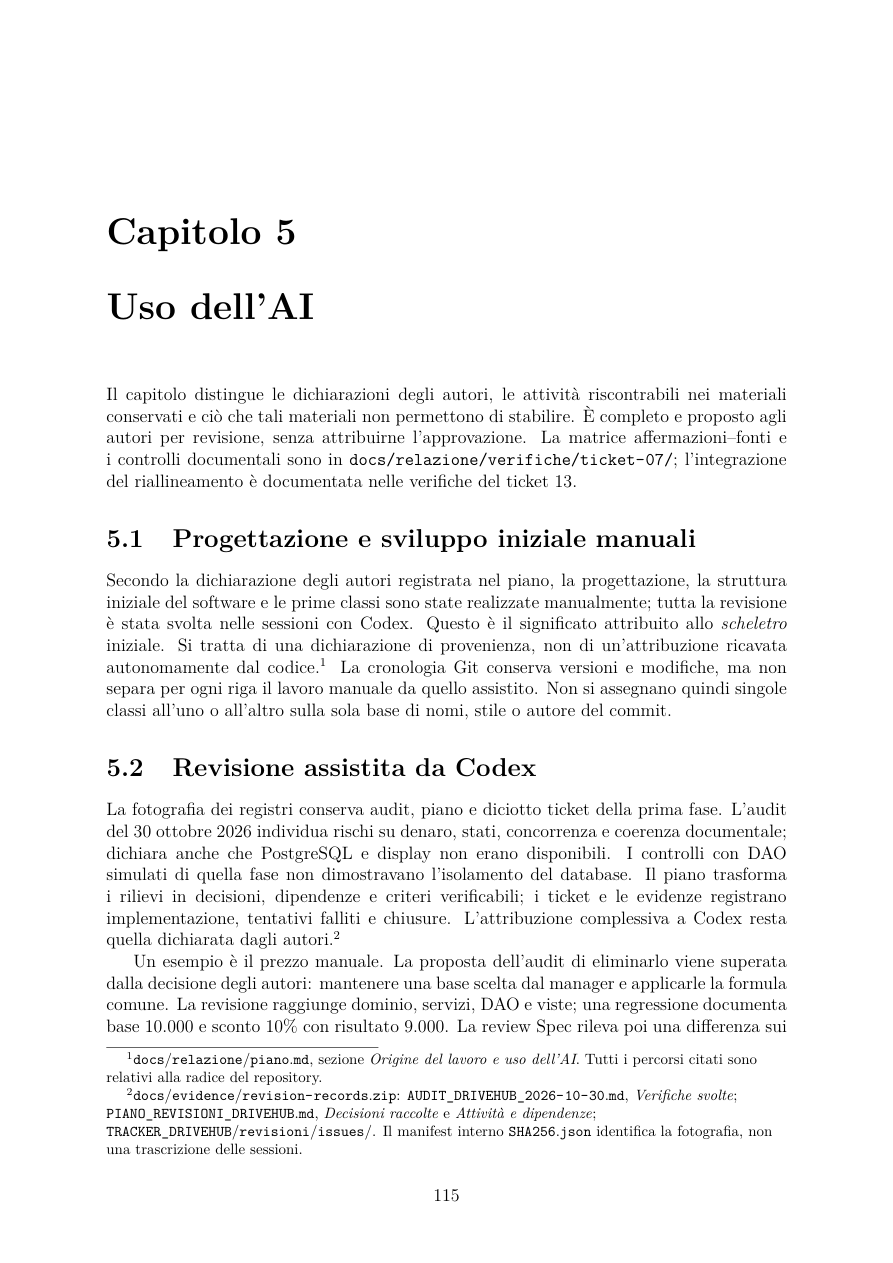 Capitolo 5
Uso dell'AI
Il capitolo distingue le dichiarazioni degli autori, le attività riscontrabili nei materiali
conservati e ciò che tali materiali non permettono di stabilire. È completo e proposto agli
autori per revisione, senza attribuirne l'approvazione. La matrice affermazioni–fonti e
i controlli documentali sono in docs/relazione/verifiche/ticket-07/; l'integrazione
del riallineamento è documentata nelle verifiche del ticket 13.
5.1 Progettazione e sviluppo iniziale manuali
Secondo la dichiarazione degli autori registrata nel piano, la progettazione, la struttura
iniziale del software e le prime classi sono state realizzate manualmente; tutta la revisione
è stata svolta nelle sessioni con Codex. Questo è il significato attribuito allo scheletro
iniziale. Si tratta di una dichiarazione di provenienza, non di un'attribuzione ricavata
autonomamente dal codice.1 La cronologia Git conserva versioni e modifiche, ma non
separa per ogni riga il lavoro manuale da quello assistito. Non si assegnano quindi singole
classi all'uno o all'altro sulla sola base di nomi, stile o autore del commit.
5.2 Revisione assistita da Codex
La fotografia dei registri conserva audit, piano e diciotto ticket della prima fase. L'audit
del 30 ottobre 2026 individua rischi su denaro, stati, concorrenza e coerenza documentale;
dichiara anche che PostgreSQL e display non erano disponibili. I controlli con DAO
simulati di quella fase non dimostravano l'isolamento del database. Il piano trasforma
i rilievi in decisioni, dipendenze e criteri verificabili; i ticket e le evidenze registrano
implementazione, tentativi falliti e chiusure. L'attribuzione complessiva a Codex resta
quella dichiarata dagli autori.2
Un esempio è il prezzo manuale. La proposta dell'audit di eliminarlo viene superata
dalla decisione degli autori: mantenere una base scelta dal manager e applicarle la formula
comune. La revisione raggiunge dominio, servizi, DAO e viste; una regressione documenta
base 10.000 e sconto 10% con risultato 9.000. La review Spec rileva poi una differenza sui
1docs/relazione/piano.md, sezione Origine del lavoro e uso dell'AI. Tutti i percorsi citati sono
relativi alla radice del repository.
2docs/evidence/revision-records.zip: AUDIT_DRIVEHUB_2026-10-30.md, Verifiche svolte;
PIANO_REVISIONI_DRIVEHUB.md, Decisioni raccolte e Attività e dipendenze;
TRACKER_DRIVEHUB/revisioni/issues/. Il manifest interno SHA256.json identifica la fotografia, non
una trascrizione delle sessioni.
115